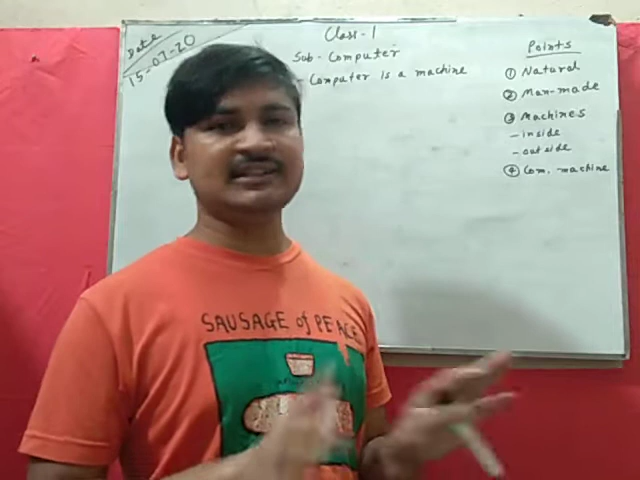 Date
15-07-20
Class-1
Sub-Computer
- Computer is a machine
Points
① Natural
② Man-made
③ Machines
- inside
- outside
④ Com. machine
SAUSAGE of PEACE